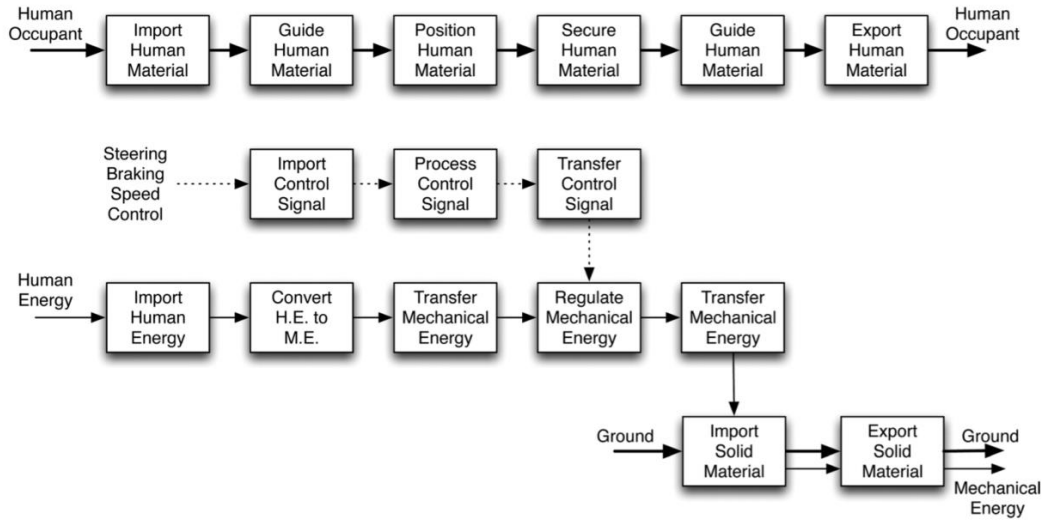 Human
Occupant
Import
Human
Material
Guide
Human
Material
Position
Human
Material
Secure
Human
Material
Guide
Human
Material
Export
Human
Material
Human
Occupant
Steering
Braking
Speed
Control
Import
Control
Signal
Process
Control
Signal
Transfer
Control
Signal
Human
Energy
Import
Human
Energy
Convert
H.E. to
M.E.
Transfer
Mechanical
Energy
Regulate
Mechanical
Energy
Transfer
Mechanical
Energy
Ground
Import
Solid
Material
Export
Solid
Material
Ground
Mechanical
Energy